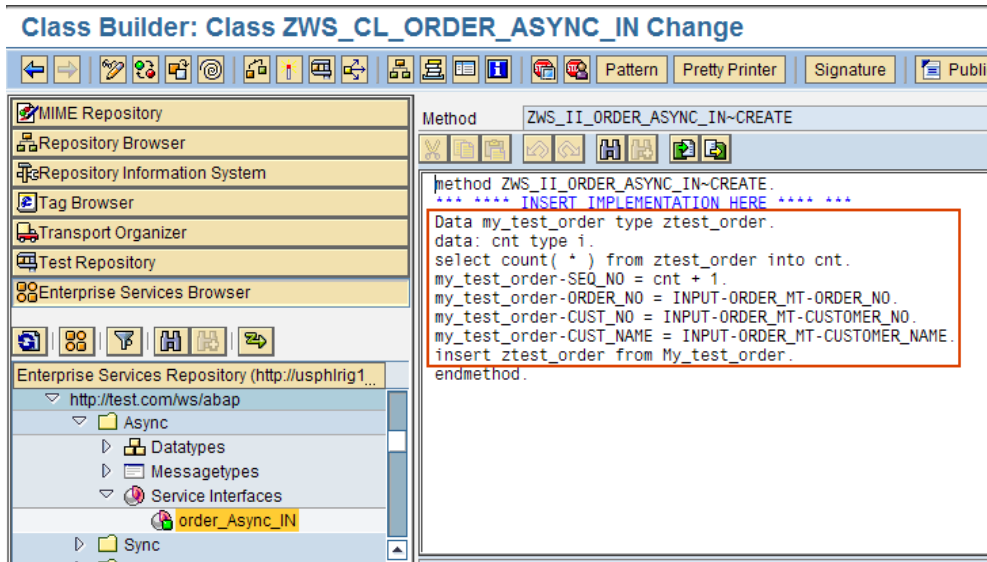 Class Builder: Class ZWS_CL_ORDER_ASYNC_IN Change
Pattern Pretty Printer Signature Publi
MIME Repository
Repository Browser
Repository Information System
Tag Browser
Transport Organizer
Test Repository
Enterprise Services Browser
Enterprise Services Repository (http://usphlrig1...
http://test.com/ws/abap
Async
Datatypes
Messagetypes
Service Interfaces
order_Async_IN
Sync
Method ZWS_II_ORDER_ASYNC_IN~CREATE
method ZWS_II_ORDER_ASYNC_IN~CREATE.
*** **** INSERT IMPLEMENTATION HERE **** ***
Data my_test_order type ztest_order.
data: cnt type i.
select count( * ) from ztest_order into cnt.
my_test_order-SEQ_NO = cnt + 1.
my_test_order-ORDER_NO = INPUT-ORDER_MT-ORDER_NO.
my_test_order-CUST_NO = INPUT-ORDER_MT-CUSTOMER_NO.
my_test_order-CUST_NAME = INPUT-ORDER_MT-CUSTOMER_NAME.
insert ztest_order from My_test_order.
endmethod.